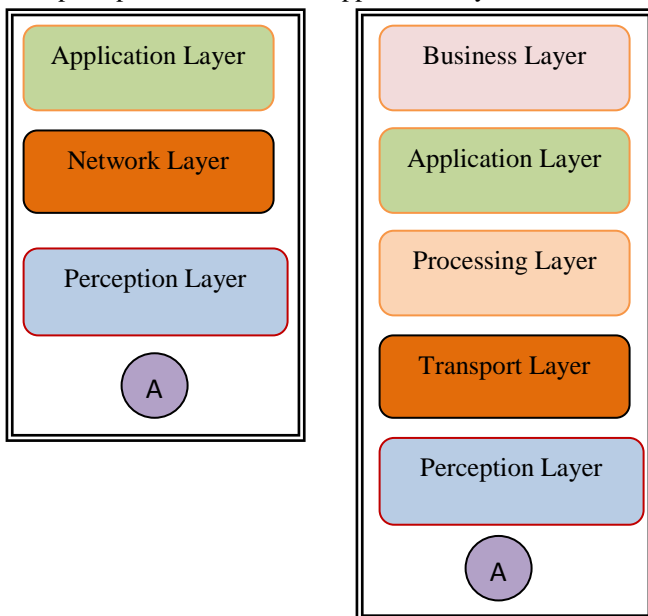 Application Layer
Network Layer
Perception Layer
A
Business Layer
Application Layer
Processing Layer
Transport Layer
Perception Layer
A